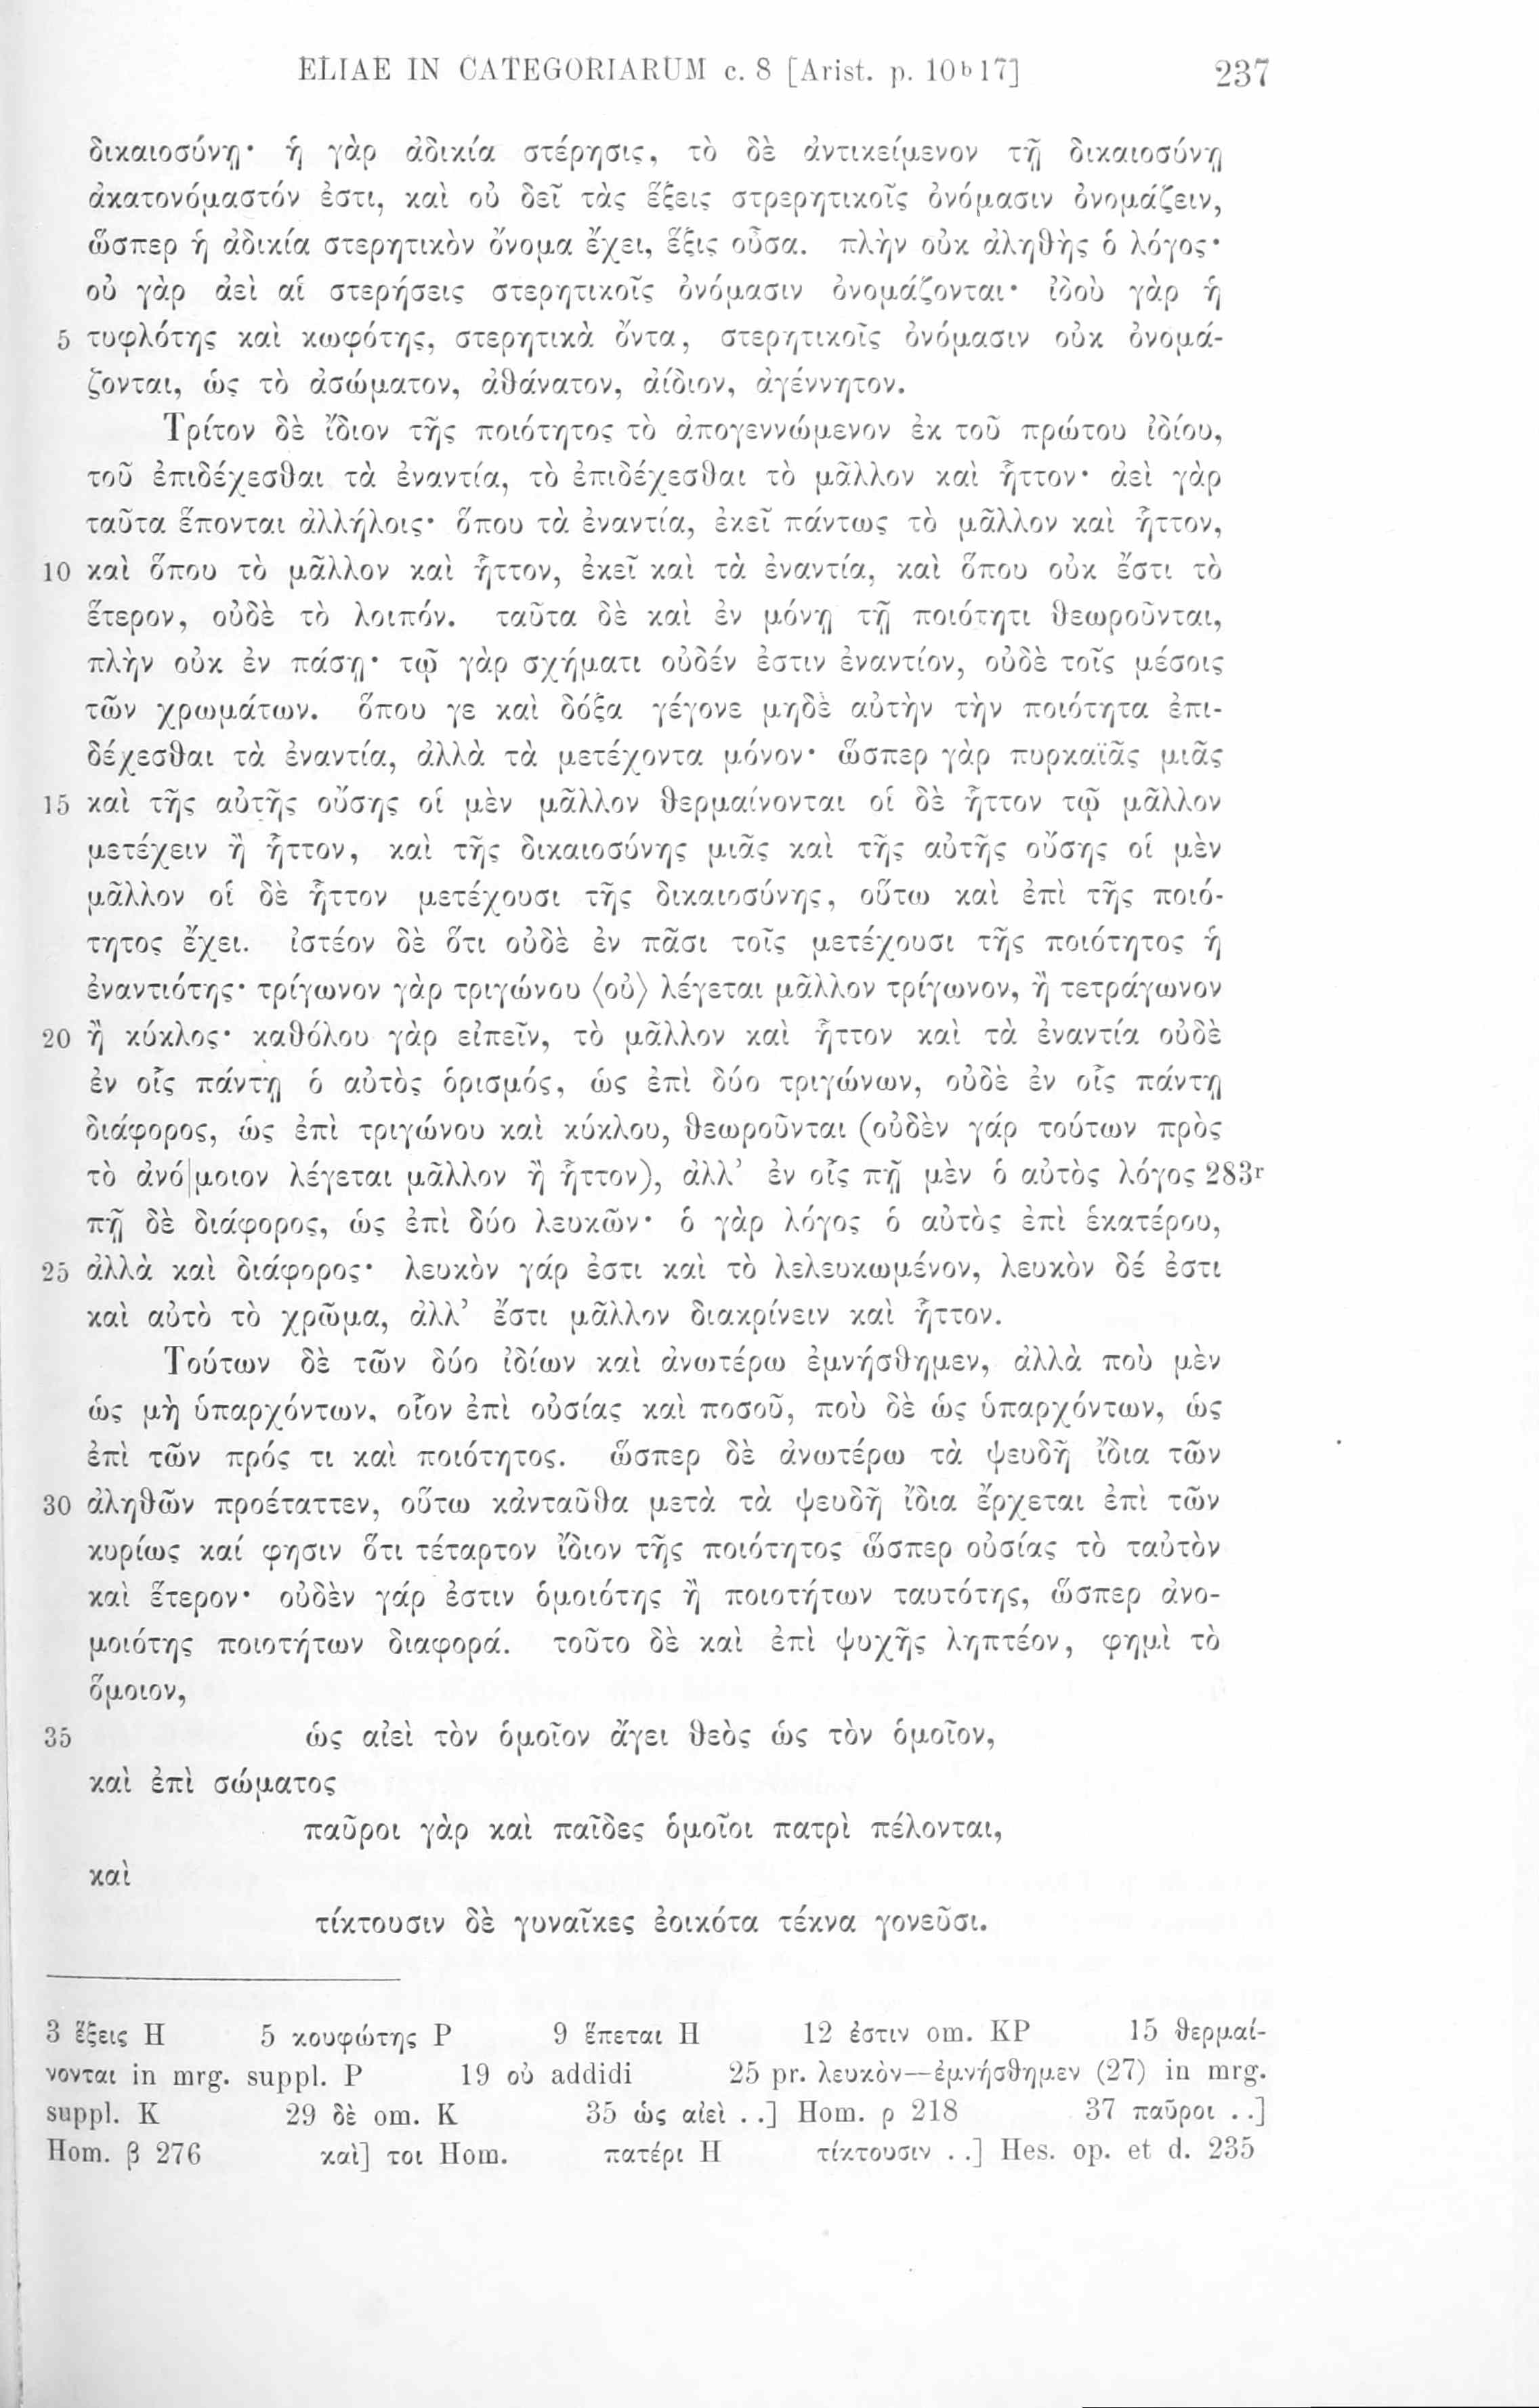 ELIAE IN CATEGORIARUM c. 8 [Arist. p. 10ᵇ17] 237
δικαιοσύνῃ· ἡ γὰρ ἀδικία στέρησις, τὸ δὲ ἀντικείμενον τῇ δικαιοσύνῃ
ἀκατονόμαστόν ἐστι, καὶ οὐ δεῖ τὰς ἕξεις στρερητικοῖς ὀνόμασιν ὀνομάζειν,
ὥσπερ ἡ ἀδικία στερητικὸν ὄνομα ἔχει, ἕξις οὖσα. πλὴν οὐκ ἀληθὴς ὁ λόγος·
οὐ γὰρ ἀεὶ αἱ στερήσεις στερητικοῖς ὀνόμασιν ὀνομάζονται· ἰδοὺ γὰρ ἡ
5 τυφλότης καὶ κωφότης, στερητικὰ ὄντα, στερητικοῖς ὀνόμασιν οὐκ ὀνομά-
ζονται, ὡς τὸ ἀσώματον, ἀθάνατον, ἀίδιον, ἀγέννητον.
Τρίτον δὲ ἴδιον τῆς ποιότητος τὸ ἀπογεννώμενον ἐκ τοῦ πρώτου ἰδίου,
τοῦ ἐπιδέχεσθαι τὰ ἐναντία, τὸ ἐπιδέχεσθαι τὸ μᾶλλον καὶ ἧττον· ἀεὶ γὰρ
ταῦτα ἕπονται ἀλλήλοις· ὅπου τὰ ἐναντία, ἐκεῖ πάντως τὸ μᾶλλον καὶ ἧττον,
10 καὶ ὅπου τὸ μᾶλλον καὶ ἧττον, ἐκεῖ καὶ τὰ ἐναντία, καὶ ὅπου οὐκ ἔστι τὸ
ἕτερον, οὐδὲ τὸ λοιπόν. ταῦτα δὲ καὶ ἐν μόνῃ τῇ ποιότητι θεωροῦνται,
πλὴν οὐκ ἐν πάσῃ· τῷ γὰρ σχήματι οὐδέν ἐστιν ἐναντίον, οὐδὲ τοῖς μέσοις
τῶν χρωμάτων. ὅπου γε καὶ δόξα γέγονε μηδὲ αὐτὴν τὴν ποιότητα ἐπι-
δέχεσθαι τὰ ἐναντία, ἀλλὰ τὰ μετέχοντα μόνον· ὥσπερ γὰρ πυρκαϊᾶς μιᾶς
15 καὶ τῆς αὐτῆς οὔσης οἱ μὲν μᾶλλον θερμαίνονται οἱ δὲ ἧττον τῷ μᾶλλον
μετέχειν ἢ ἧττον, καὶ τῆς δικαιοσύνης μιᾶς καὶ τῆς αὐτῆς οὔσης οἱ μὲν
μᾶλλον οἱ δὲ ἧττον μετέχουσι τῆς δικαιοσύνης, οὕτω καὶ ἐπὶ τῆς ποιό-
τητος ἔχει. ἰστέον δὲ ὅτι οὐδὲ ἐν πᾶσι τοῖς μετέχουσι τῆς ποιότητος ἡ
ἐναντιότης· τρίγωνον γὰρ τριγώνου ⟨οὐ⟩ λέγεται μᾶλλον τρίγωνον, ἢ τετράγωνον
20 ἢ κύκλος· καθόλου γὰρ εἰπεῖν, τὸ μᾶλλον καὶ ἧττον καὶ τὰ ἐναντία οὐδὲ
ἐν οἷς πάντῃ ὁ αὐτὸς ὁρισμός, ὡς ἐπὶ δύο τριγώνων, οὐδὲ ἐν οἷς πάντῃ
διάφορος, ὡς ἐπὶ τριγώνου καὶ κύκλου, θεωροῦνται (οὐδὲν γάρ τούτων πρὸς
τὸ ἀνό|μοιον λέγεται μᾶλλον ἢ ἧττον), ἀλλ’ ἐν οἷς πῇ μὲν ὁ αὐτὸς λόγος 283ʳ
πῇ δὲ διάφορος, ὡς ἐπὶ δύο λευκῶν· ὁ γὰρ λόγος ὁ αὐτὸς ἐπὶ ἑκατέρου,
25 ἀλλὰ καὶ διάφορος· λευκὸν γάρ ἐστι καὶ τὸ λελευκωμένον, λευκὸν δέ ἐστι
καὶ αὐτὸ τὸ χρῶμα, ἀλλ’ ἔστι μᾶλλον διακρίνειν καὶ ἧττον.
Τούτων δὲ τῶν δύο ἰδίων καὶ ἀνωτέρω ἐμνήσθημεν, ἀλλὰ ποὺ μὲν
ὡς μὴ ὑπαρχόντων, οἷον ἐπὶ οὐσίας καὶ ποσοῦ, ποὺ δὲ ὡς ὑπαρχόντων, ὡς
ἐπὶ τῶν πρός τι καὶ ποιότητος. ὥσπερ δὲ ἀνωτέρω τὰ ψευδῆ ἴδια τῶν
30 ἀληθῶν προέταττεν, οὕτω κἀνταῦθα μετὰ τὰ ψευδῆ ἴδια ἔρχεται ἐπὶ τῶν
κυρίως καί φησιν ὅτι τέταρτον ἴδιον τῆς ποιότητος ὥσπερ οὐσίας τὸ ταὐτὸν
καὶ ἕτερον· οὐδὲν γάρ ἐστιν ὁμοιότης ἢ ποιοτήτων ταυτότης, ὥσπερ ἀνο-
μοιότης ποιοτήτων διαφορά. τοῦτο δὲ καὶ ἐπὶ ψυχῆς ληπτέον, φημὶ τὸ
ὅμοιον,
35 ὡς αἰεὶ τὸν ὁμοῖον ἄγει θεὸς ὡς τὸν ὁμοῖον,
καὶ ἐπὶ σώματος
παῦροι γὰρ καὶ παῖδες ὁμοῖοι πατρὶ πέλονται,
καὶ
τίκτουσιν δὲ γυναῖκες ἐοικότα τέκνα γονεῦσι.
3 ἕξεις H 5 κουφώτης P 9 ἕπεται H 12 ἐστιν om. KP 15 θερμαί-
νονται in mrg. suppl. P 19 οὐ addidi 25 pr. λευκὸν—ἐμνήσθημεν (27) in mrg.
suppl. K 29 δὲ om. K 35 ὡς αἰεὶ . .] Hom. ρ 218 37 παῦροι . .]
Hom. β 276 καὶ] τοι Hom. πατέρι H τίκτουσιν . .] Hes. op. et d. 235